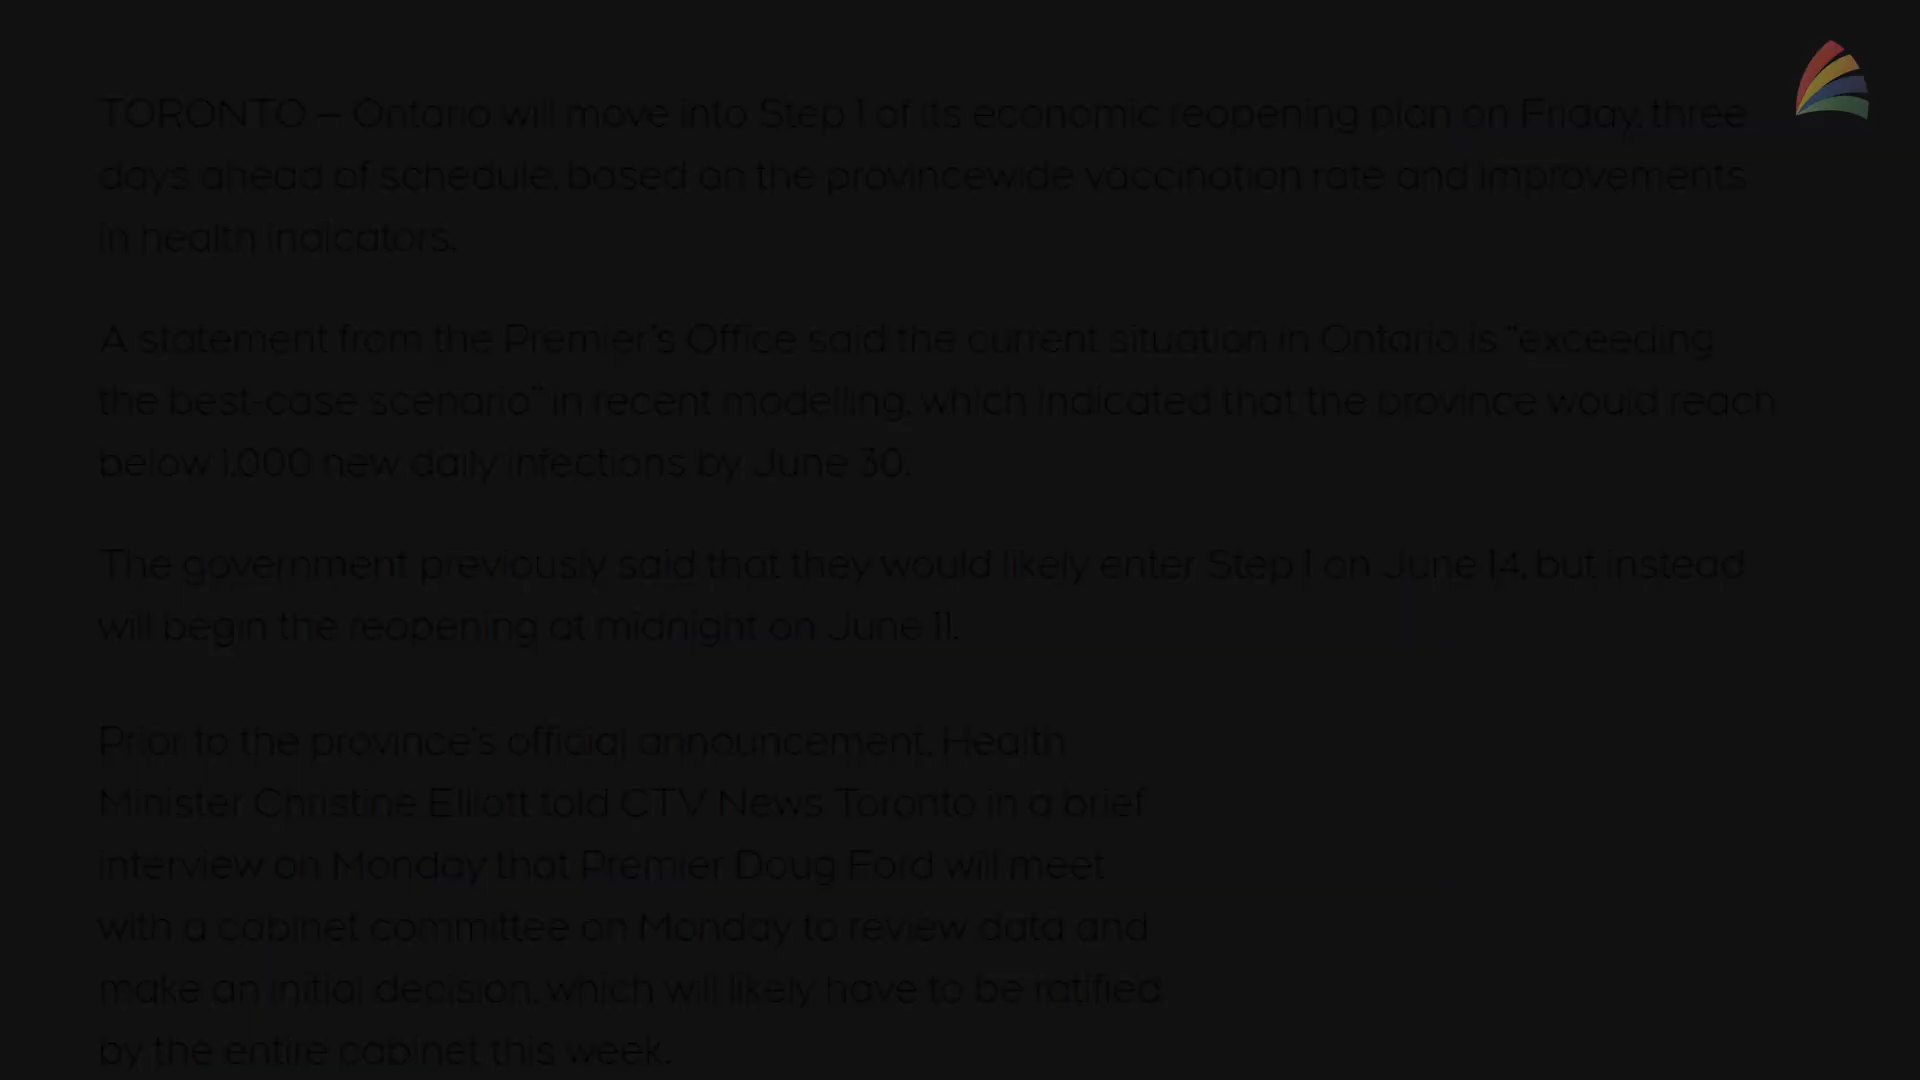 TORONTO — Ontario will move into Step 1 of its economic reopening plan on Friday, three
days ahead of schedule, based on the provincewide vaccination rate and improvements
in health indicators.
A statement from the Premier's Office said the current situation in Ontario is "exceeding
the best-case scenario" in recent modelling, which indicated that the province would reach
below 1,000 new daily infections by June 30.
The government previously said that they would likely enter Step 1 on June 14, but instead
will begin the reopening at midnight on June 11.
Prior to the province's official announcement, Health
Minister Christine Elliott told CTV News Toronto in a brief
interview on Monday that Premier Doug Ford will meet
with a cabinet committee on Monday to review data and
make an initial decision, which will likely have to be ratified
by the entire cabinet this week.